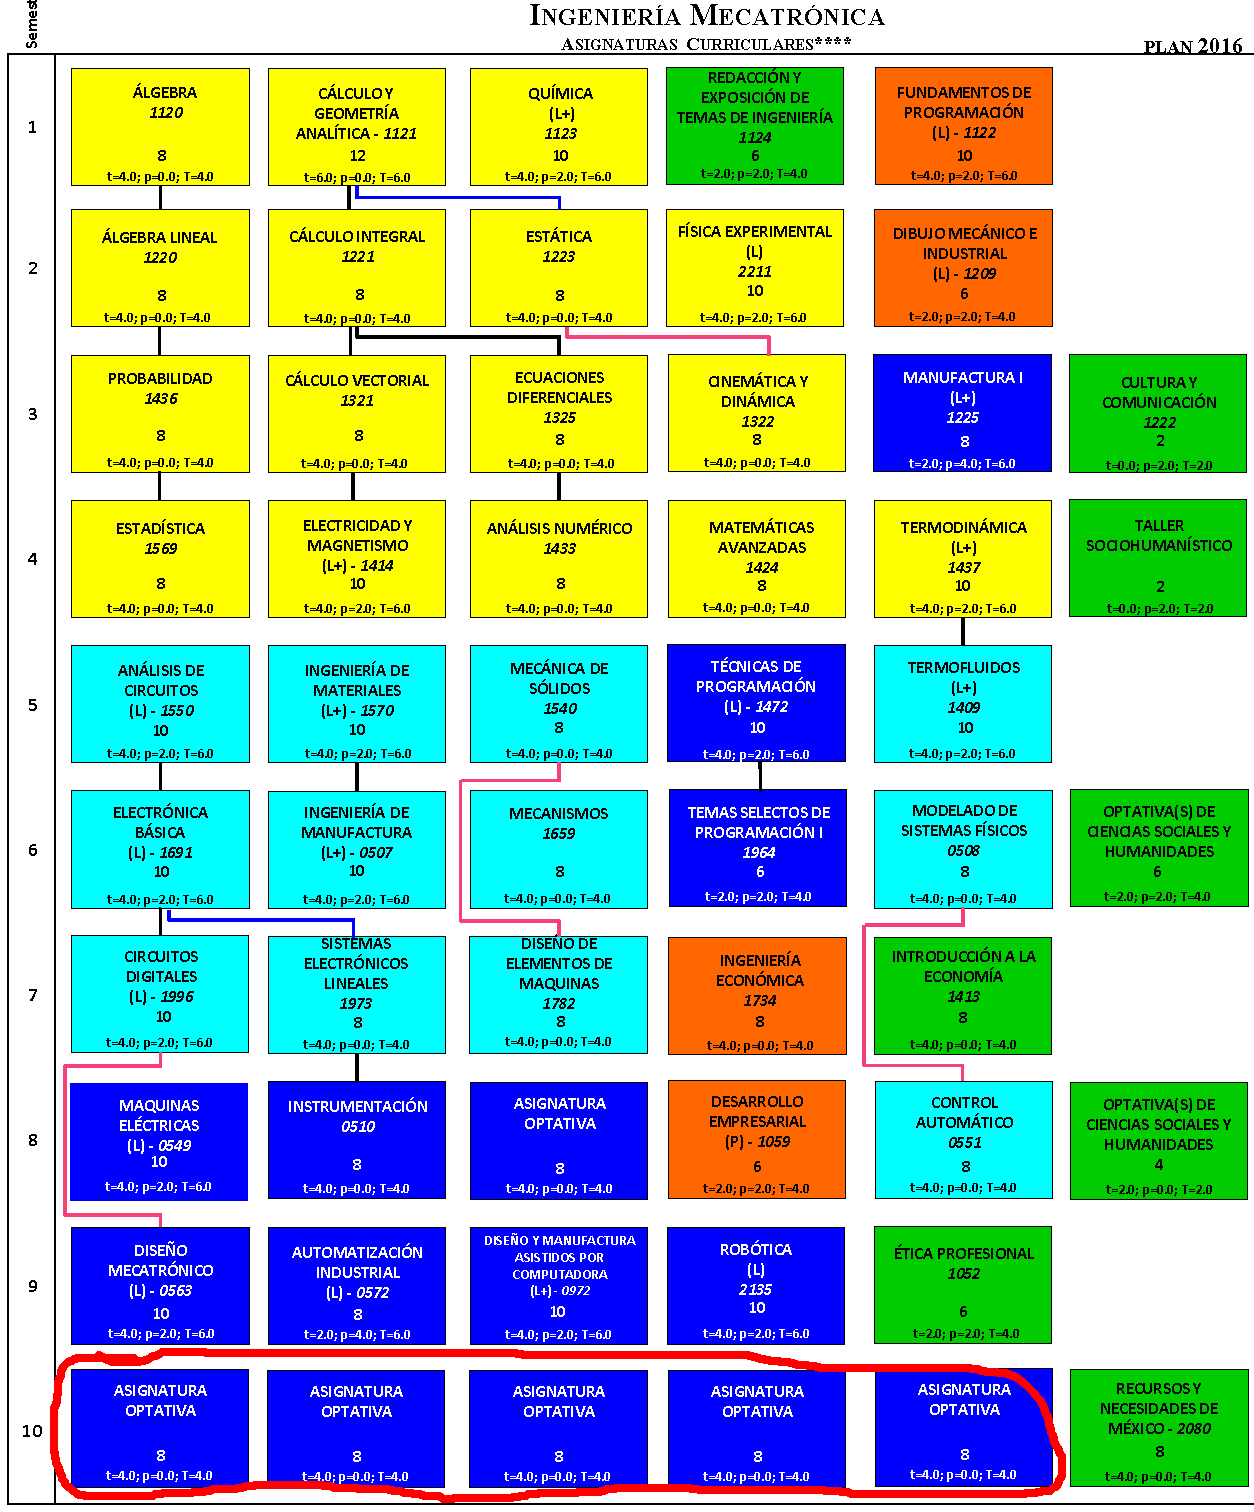 Semest
INGENIERÍA MECATRÓNICA
ASIGNATURAS CURRICULARES****
PLAN 2016
1
ÁLGEBRA
1120
8
t=4.0; p=0.0; T=4.0
CÁLCULO Y
GEOMETRÍA
ANALÍTICA - 1121
12
t=6.0; p=0.0; T=6.0
QUÍMICA
(L+)
1123
10
t=4.0; p=2.0; T=6.0
REDACCIÓN Y
EXPOSICIÓN DE
TEMAS DE INGENIERÍA
1124
6
t=2.0; p=2.0; T=4.0
FUNDAMENTOS DE
PROGRAMACIÓN
(L) - 1122
10
t=4.0; p=2.0; T=6.0
2
ÁLGEBRA LINEAL
1220
8
t=4.0; p=0.0; T=4.0
CÁLCULO INTEGRAL
1221
8
t=4.0; p=0.0; T=4.0
ESTÁTICA
1223
8
t=4.0; p=0.0; T=4.0
FÍSICA EXPERIMENTAL
(L)
2211
10
t=4.0; p=2.0; T=6.0
DIBUJO MECÁNICO E
INDUSTRIAL
(L) - 1209
6
t=2.0; p=2.0; T=4.0
3
PROBABILIDAD
1436
8
t=4.0; p=0.0; T=4.0
CÁLCULO VECTORIAL
1321
8
t=4.0; p=0.0; T=4.0
ECUACIONES
DIFERENCIALES
1325
8
t=4.0; p=0.0; T=4.0
CINEMÁTICA Y
DINÁMICA
1322
8
t=4.0; p=0.0; T=4.0
MANUFACTURA I
(L+)
1225
8
t=2.0; p=4.0; T=6.0
CULTURA Y
COMUNICACIÓN
1222
2
t=0.0; p=2.0; T=2.0
4
ESTADÍSTICA
1569
8
t=4.0; p=0.0; T=4.0
ELECTRICIDAD Y
MAGNETISMO
(L+) - 1414
10
t=4.0; p=2.0; T=6.0
ANÁLISIS NUMÉRICO
1433
8
t=4.0; p=0.0; T=4.0
MATEMÁTICAS
AVANZADAS
1424
8
t=4.0; p=0.0; T=4.0
TERMODINÁMICA
(L+)
1437
10
t=4.0; p=2.0; T=6.0
TALLER
SOCIOHUMANÍSTICO
2
t=0.0; p=2.0; T=2.0
5
ANÁLISIS DE
CIRCUITOS
(L) - 1550
10
t=4.0; p=2.0; T=6.0
INGENIERÍA DE
MATERIALES
(L+) - 1570
10
t=4.0; p=2.0; T=6.0
MECÁNICA DE
SÓLIDOS
1540
8
t=4.0; p=0.0; T=4.0
TÉCNICAS DE
PROGRAMACIÓN
(L) - 1472
10
t=4.0; p=2.0; T=6.0
TERMOFLUIDOS
(L+)
1409
10
t=4.0; p=2.0; T=6.0
6
ELECTRÓNICA
BÁSICA
(L) - 1691
10
t=4.0; p=2.0; T=6.0
INGENIERÍA DE
MANUFACTURA
(L+) - 0507
10
t=4.0; p=2.0; T=6.0
MECANISMOS
1659
8
t=4.0; p=0.0; T=4.0
TEMAS SELECTOS DE
PROGRAMACIÓN I
1964
6
t=2.0; p=2.0; T=4.0
MODELADO DE
SISTEMAS FÍSICOS
0508
8
t=4.0; p=0.0; T=4.0
OPTATIVA(S) DE
CIENCIAS SOCIALES Y
HUMANIDADES
6
t=2.0; p=2.0; T=4.0
7
CIRCUITOS
DIGITALES
(L) - 1996
10
t=4.0; p=2.0; T=6.0
SISTEMAS
ELECTRÓNICOS
LINEALES
1973
8
t=4.0; p=0.0; T=4.0
DISEÑO DE
ELEMENTOS DE
MAQUINAS
1782
8
t=4.0; p=0.0; T=4.0
INGENIERÍA
ECONÓMICA
1734
8
t=4.0; p=0.0; T=4.0
INTRODUCCIÓN A LA
ECONOMÍA
1413
8
t=4.0; p=0.0; T=4.0
8
MAQUINAS
ELÉCTRICAS
(L) - 0549
10
t=4.0; p=2.0; T=6.0
INSTRUMENTACIÓN
0510
8
t=4.0; p=0.0; T=4.0
ASIGNATURA
OPTATIVA
8
t=4.0; p=0.0; T=4.0
DESARROLLO
EMPRESARIAL
(P) - 1059
6
t=2.0; p=2.0; T=4.0
CONTROL
AUTOMÁTICO
0551
8
t=4.0; p=0.0; T=4.0
OPTATIVA(S) DE
CIENCIAS SOCIALES Y
HUMANIDADES
4
t=2.0; p=0.0; T=2.0
9
DISEÑO
MECATRÓNICO
(L) - 0563
10
t=4.0; p=2.0; T=6.0
AUTOMATIZACIÓN
INDUSTRIAL
(L) - 0572
8
t=2.0; p=4.0; T=6.0
DISEÑO Y MANUFACTURA
ASISTIDOS POR
COMPUTADORA
(L+) - 0972
10
t=4.0; p=2.0; T=6.0
ROBÓTICA
(L)
2135
10
t=4.0; p=2.0; T=6.0
ÉTICA PROFESIONAL
1052
6
t=2.0; p=2.0; T=4.0
10
ASIGNATURA
OPTATIVA
8
t=4.0; p=0.0; T=4.0
ASIGNATURA
OPTATIVA
8
t=4.0; p=0.0; T=4.0
ASIGNATURA
OPTATIVA
8
t=4.0; p=0.0; T=4.0
ASIGNATURA
OPTATIVA
8
t=4.0; p=0.0; T=4.0
ASIGNATURA
OPTATIVA
8
t=4.0; p=0.0; T=4.0
RECURSOS Y
NECESIDADES DE
MÉXICO - 2080
8
t=4.0; p=0.0; T=4.0